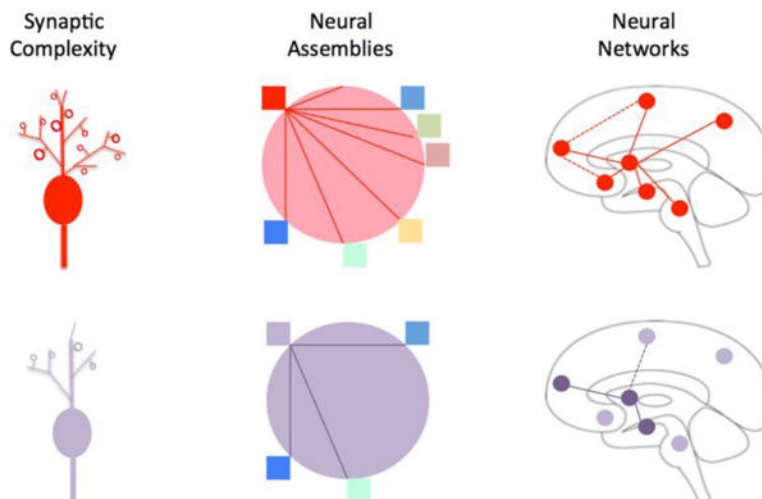 Synaptic
Complexity
Neural
Assemblies
Neural
Networks